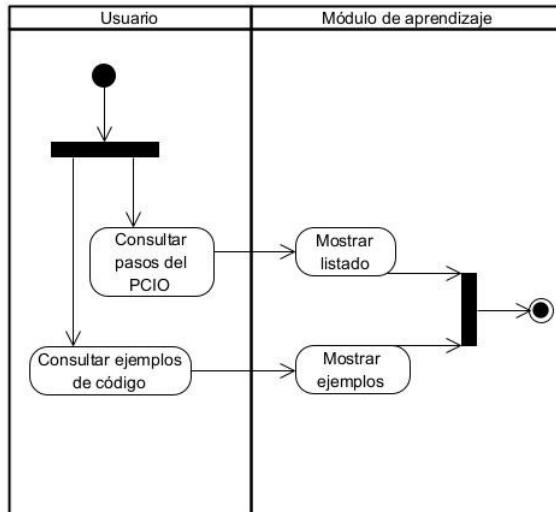 Usuario
Módulo de aprendizaje
Consultar
pasos del
PCIO
Mostrar
listado
Consultar ejemplos
de código
Mostrar
ejemplos